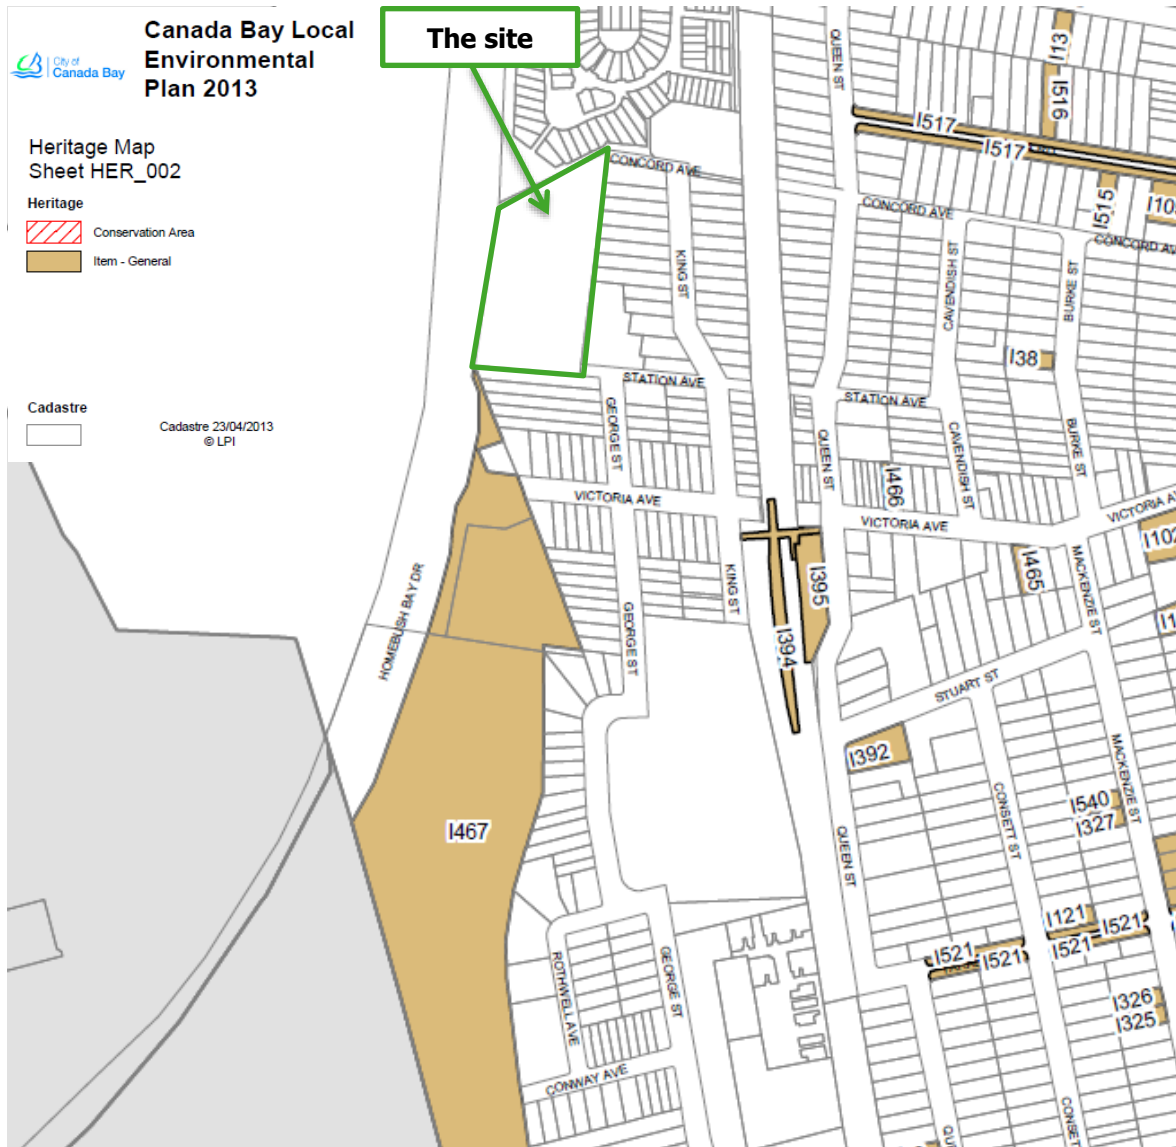 Canada Bay Local
Environmental
Plan 2013
City of
Canada Bay
The site
Heritage Map
Sheet HER_002
Heritage
Conservation Area
Item - General
Cadastre
Cadastre 23/04/2013
© LPI
QUEEN ST
I13
I516
I517
I517
I515
CONCORD AVE
CONCORD AVE
KING ST
CAVENDISH ST
BURKE ST
I38
STATION AVE
STATION AVE
GEORGE ST
QUEEN ST
CAVENDISH ST
BURKE ST
I466
VICTORIA AVE
VICTORIA AVE
I465
MACKENZIE ST
HOMEBUSH BAY DR
KING ST
I395
I394
GEORGE ST
STUART ST
I392
MACKENZIE ST
CONSETT ST
I540
I327
I467
QUEEN ST
I121
I521
I521
I521
I521
ROTHWELL AVE
GEORGE ST
I326
I325
CONWAY AVE